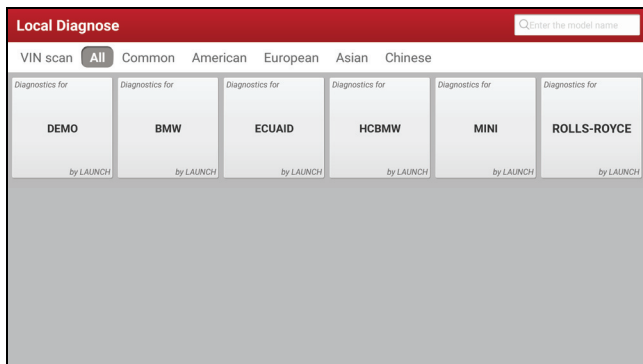 Local Diagnose
Enter the model name
VIN scan All Common American European Asian Chinese
Diagnostics for Diagnostics for Diagnostics for Diagnostics for Diagnostics for Diagnostics for
DEMO BMW ECUAID HCBMW MINI ROLLS-ROYCE
by LAUNCH by LAUNCH by LAUNCH by LAUNCH by LAUNCH by LAUNCH